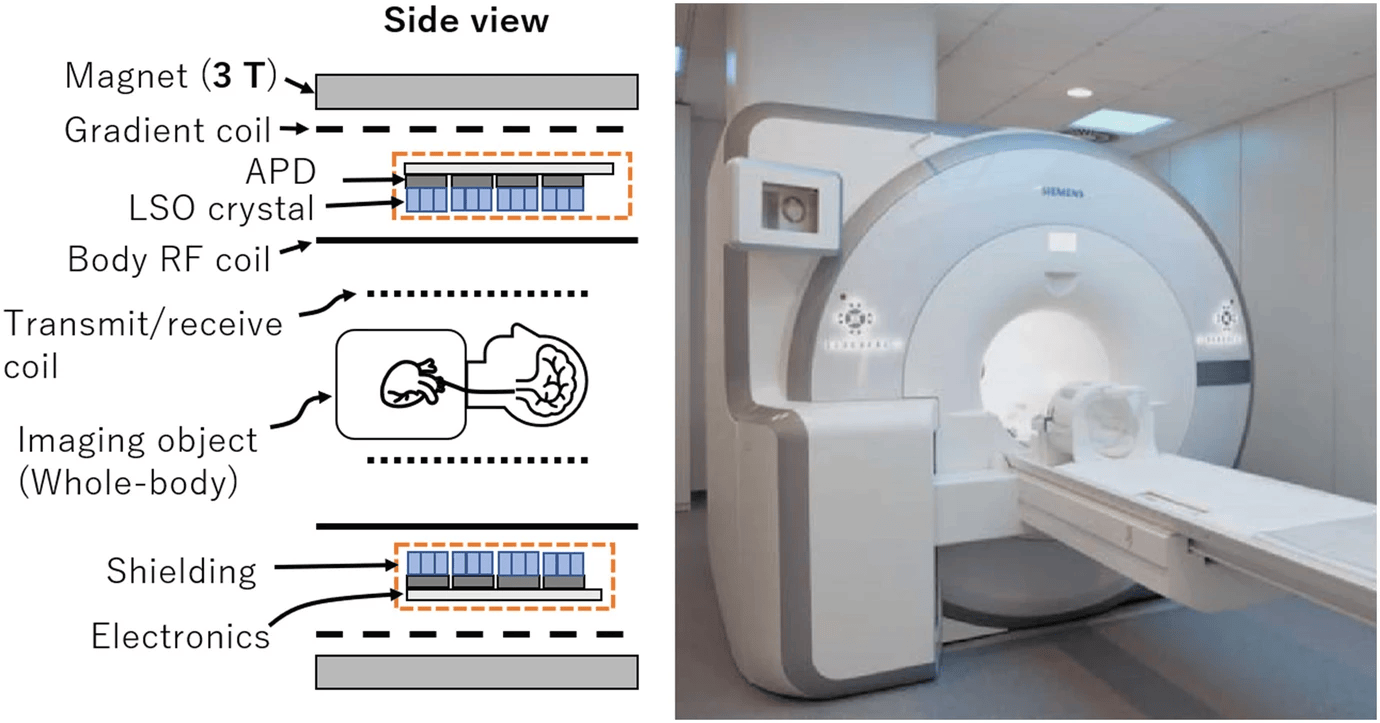 Side view
Magnet (3 T)
Gradient coil
APD
LSO crystal
Body RF coil
Transmit/receive
coil
Imaging object
(Whole-body)
Shielding
Electronics
SIEMENS